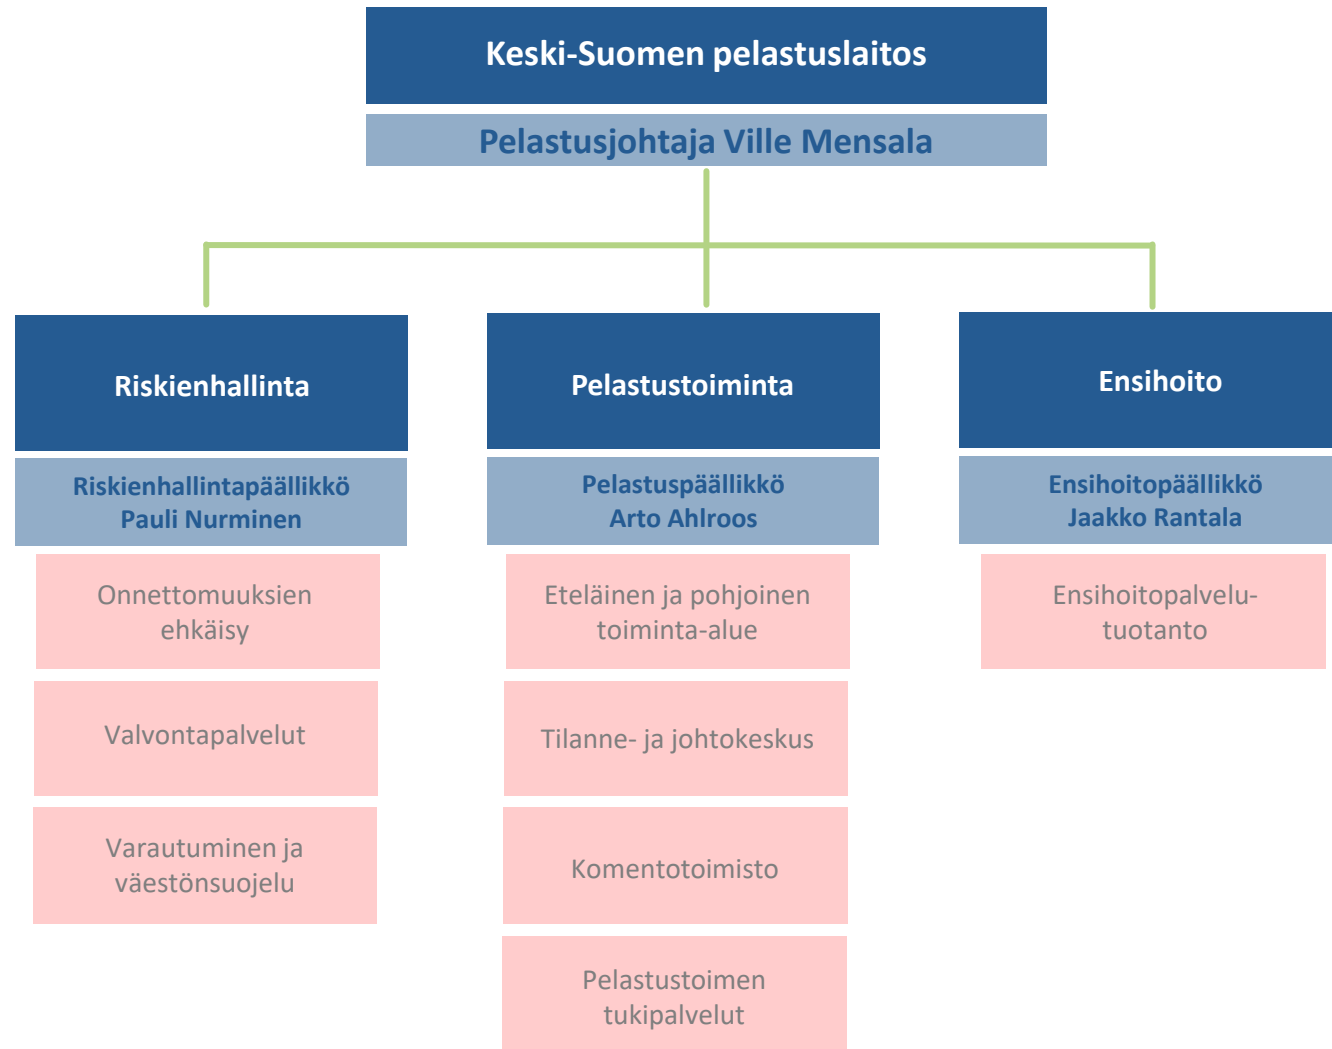 Keski-Suomen pelastuslaitos
Pelastusjohtaja Ville Mensala
Riskienhallinta
Riskienhallintapäällikkö
Pauli Nurminen
Onnettomuuksien
ehkäisy
Valvontapalvelut
Varautuminen ja
väestönsuojelu
Pelastustoiminta
Pelastuspäällikkö
Arto Ahlroos
Eteläinen ja pohjoinen
toiminta-alue
Tilanne- ja johtokeskus
Komentotoimisto
Pelastustoimen
tukipalvelut
Ensihoito
Ensihoitopäällikkö
Jaakko Rantala
Ensihoitopalvelu-
tuotanto